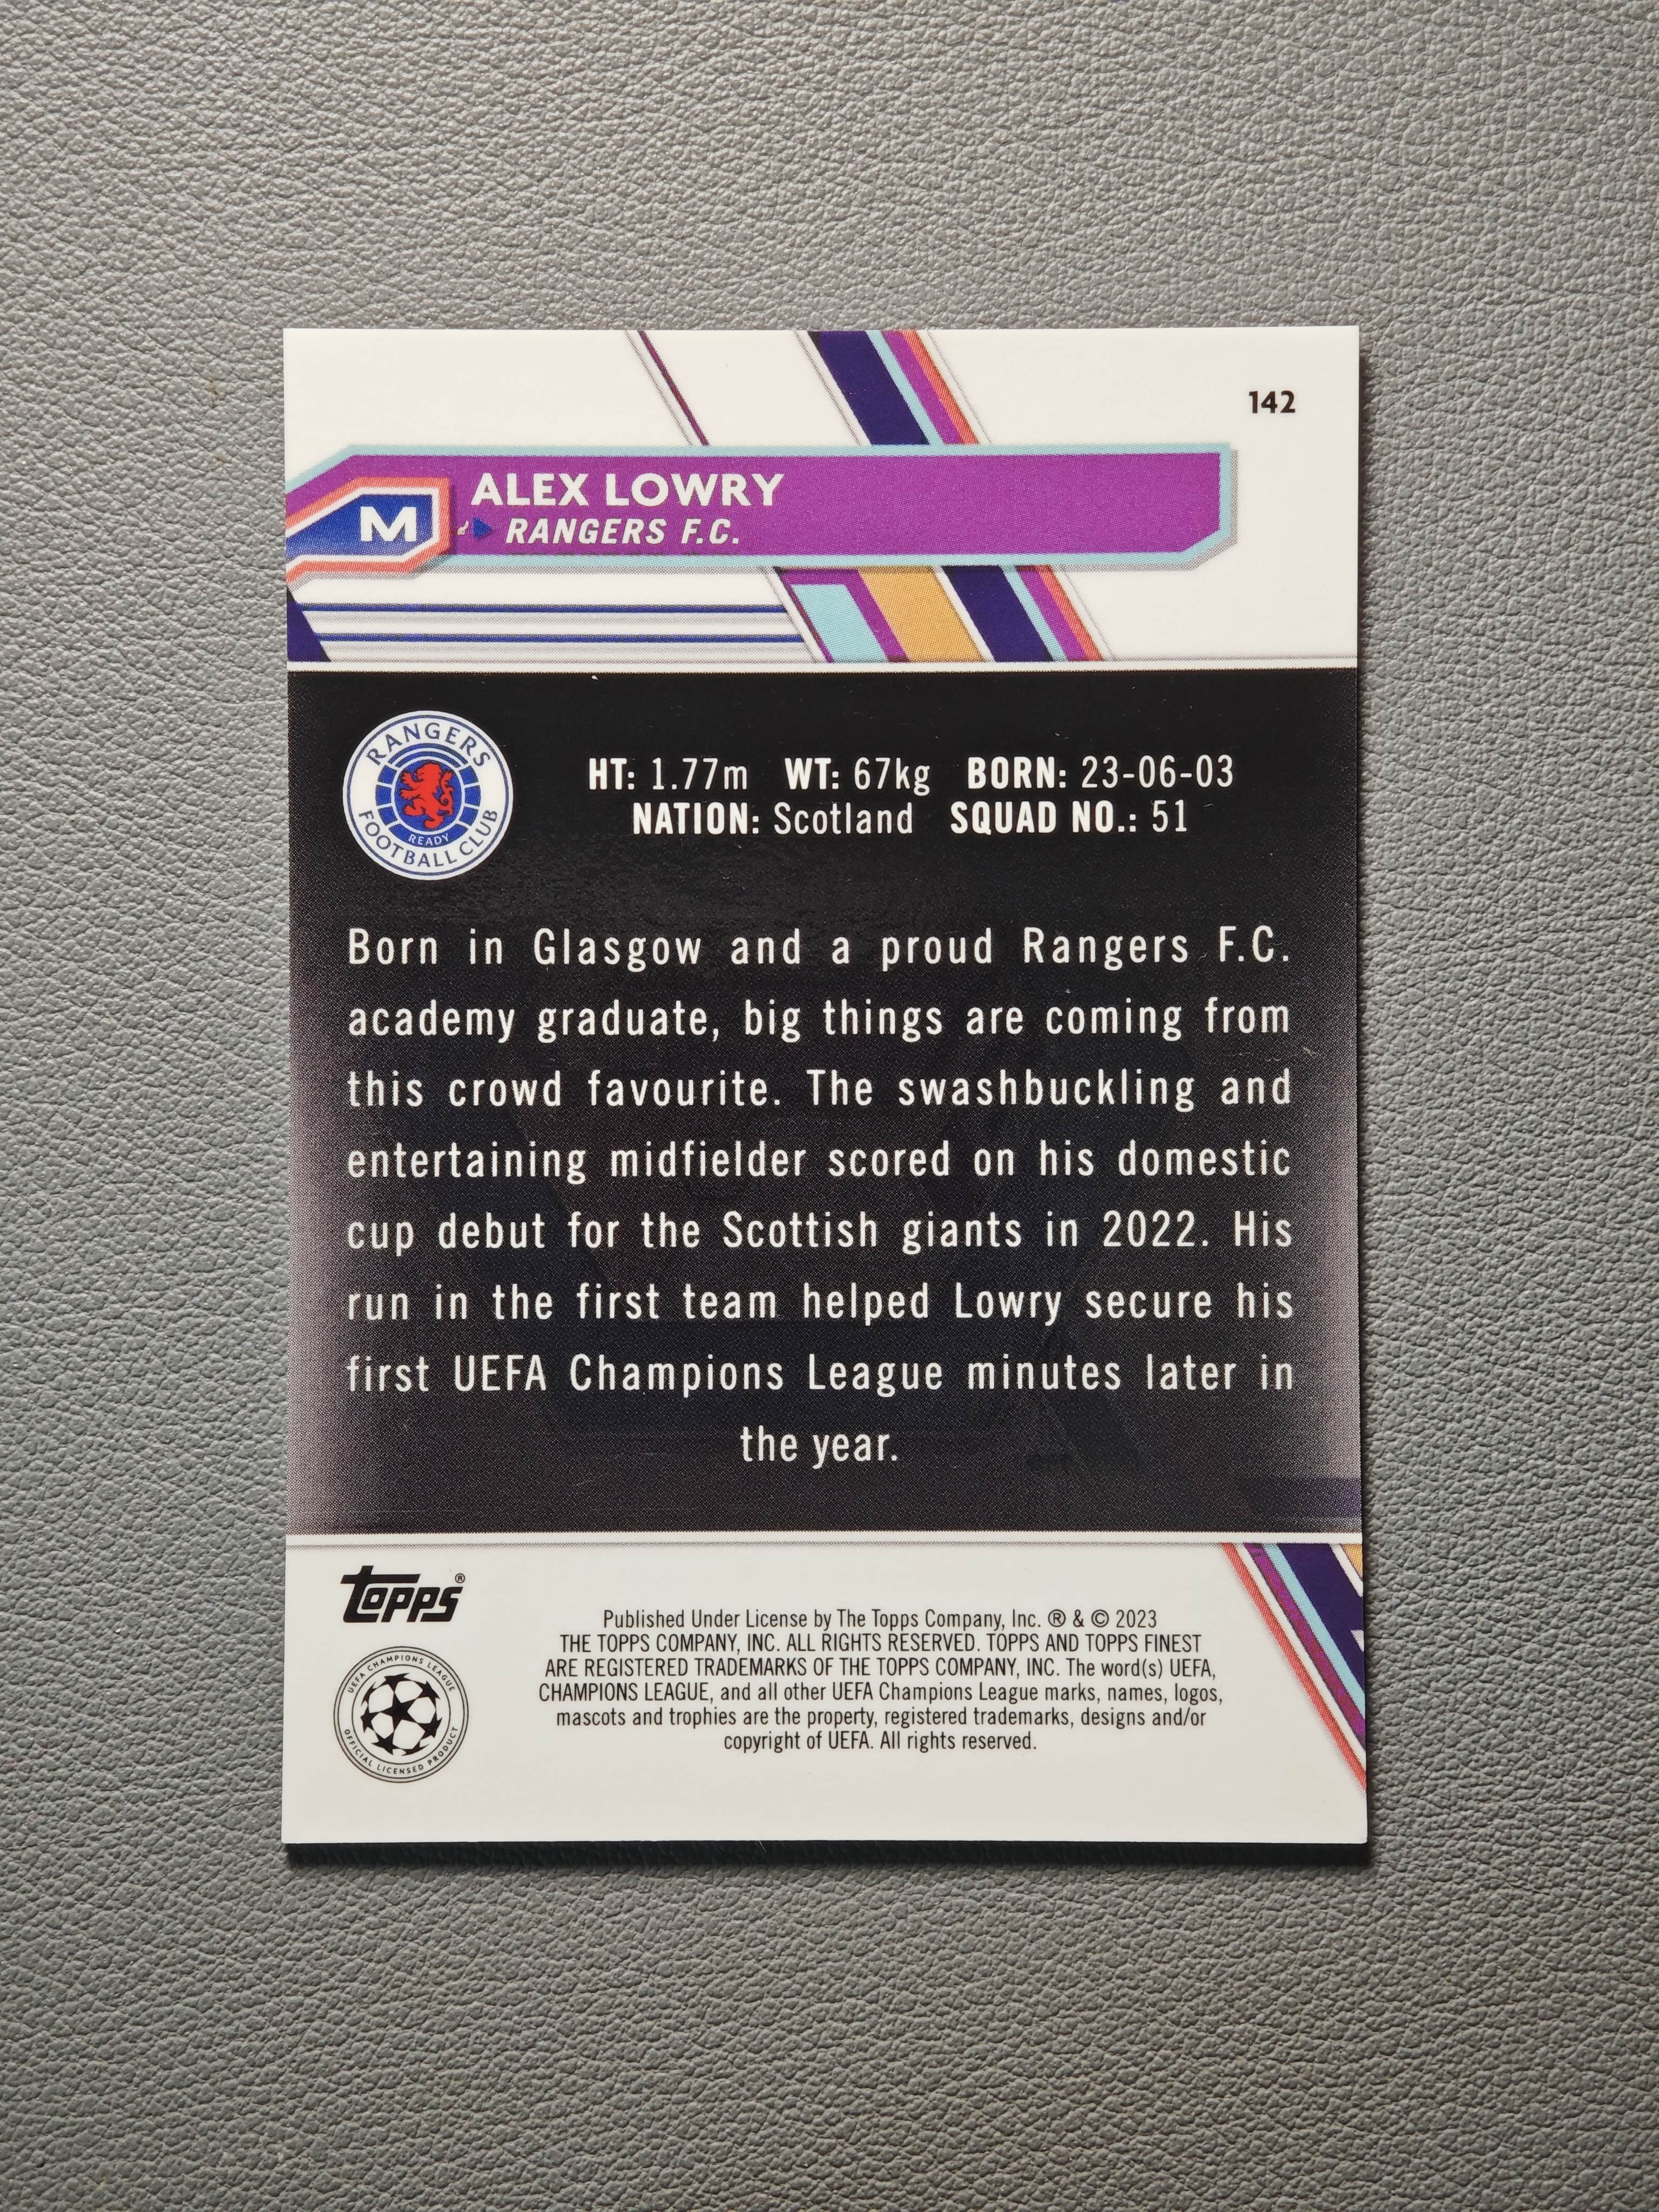 142
ALEX LOWRY
M
RANGERS F.C.
RANGERS
FOOTBALL CLUB
READY
HT: 1.77m WT: 67kg BORN: 23-06-03
NATION: Scotland SQUAD NO.: 51
Born in Glasgow and a proud Rangers F.C.
academy graduate, big things are coming from
this crowd favourite. The swashbuckling and
entertaining midfielder scored on his domestic
cup debut for the Scottish giants in 2022. His
run in the first team helped Lowry secure his
first UEFA Champions League minutes later in
the year.
Topps®
UEFA CHAMPIONS LEAGUE
OFFICIAL LICENSED PRODUCT
Published Under License by The Topps Company, Inc. ® & © 2023
THE TOPPS COMPANY, INC. ALL RIGHTS RESERVED. TOPPS AND TOPPS FINEST
ARE REGISTERED TRADEMARKS OF THE TOPPS COMPANY, INC. The word(s) UEFA,
CHAMPIONS LEAGUE, and all other UEFA Champions League marks, names, logos,
mascots and trophies are the property, registered trademarks, designs and/or
copyright of UEFA. All rights reserved.